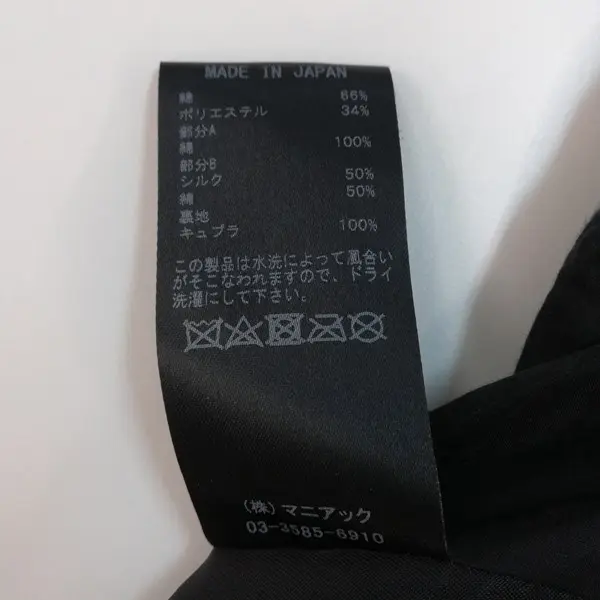 MADE IN JAPAN
綿 66%
ポリエステル 34%
部分A
綿 100%
部分B
シルク 50%
綿 50%
裏地
キュプラ 100%
この製品は水洗によって風合い
がそこなわれますので、ドライ
洗濯にして下さい。
(株) マニアック
03-3585-6910